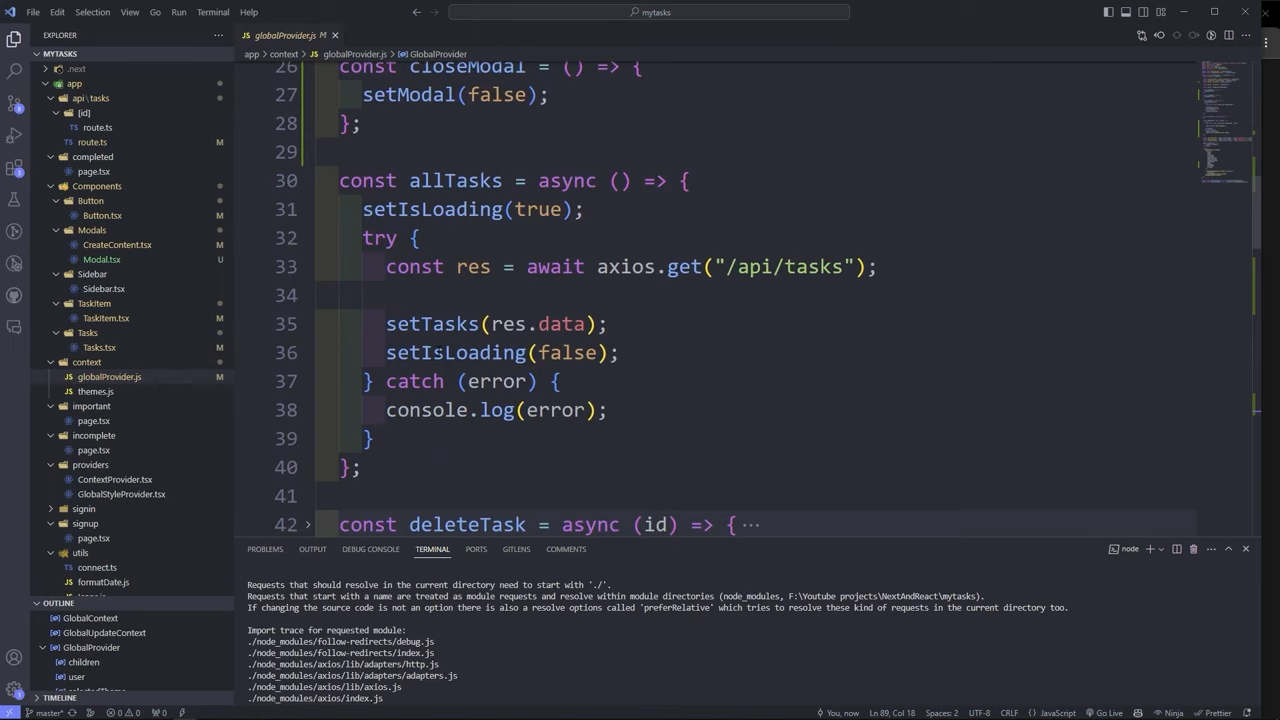 File Edit Selection View Go Run Terminal Help
mytasks
EXPLORER
globalProvider.js M
MYTASKS
app > context > globalProvider.js > GlobalProvider
.next
app
api\tasks
[id]
route.ts
route.ts M
completed
page.tsx
Components
Button
Button.tsx M
Modals
CreateContent.tsx M
Modal.tsx U
Sidebar
Sidebar.tsx M
TaskItem
TaskItem.tsx M
Tasks
Tasks.tsx M
context
globalProvider.js M
themes.js
important
page.tsx
incomplete
page.tsx
providers
ContextProvider.tsx
GlobalStyleProvider.tsx
signin
signup
page.tsx
utils
connect.ts
formatDate.js
OUTLINE
GlobalContext
GlobalUpdateContext
GlobalProvider
children
user
selectedTheme
TIMELINE
26 const closeModal = () => {
27 setModal(false);
28 };
29
30 const allTasks = async () => {
31 setIsLoading(true);
32 try {
33 const res = await axios.get("/api/tasks");
34
35 setTasks(res.data);
36 setIsLoading(false);
37 } catch (error) {
38 console.log(error);
39 }
40 };
41
42 const deleteTask = async (id) => { ···
PROBLEMS OUTPUT DEBUG CONSOLE TERMINAL PORTS GITLENS COMMENTS
node
Requests that should resolve in the current directory need to start with './'.
Requests that start with a name are treated as module requests and resolve within module directories (node_modules, F:\Youtube projects\NextAndReact\mytasks).
If changing the source code is not an option there is also a resolve options called 'preferRelative' which tries to resolve these kind of requests in the current directory too.
Import trace for requested module:
./node_modules/follow-redirects/debug.js
./node_modules/follow-redirects/index.js
./node_modules/axios/lib/adapters/http.js
./node_modules/axios/lib/adapters/adapters.js
./node_modules/axios/lib/axios.js
./node_modules/axios/index.js
master* 0 0 0 You, now Ln 89, Col 18 Spaces: 2 UTF-8 CRLF JavaScript Go Live Ninja Prettier